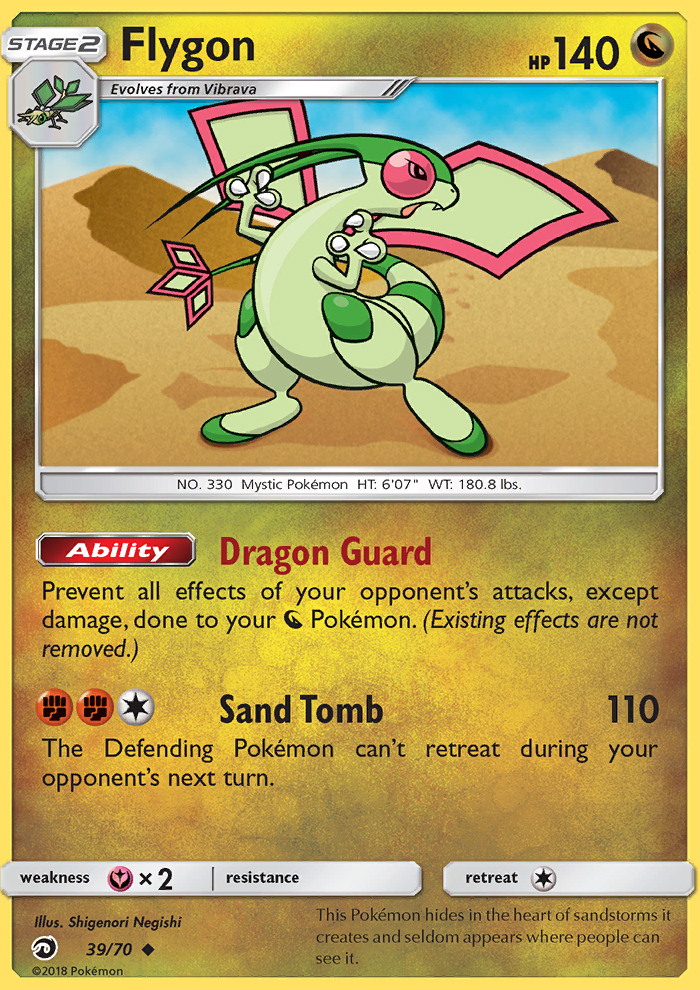 STAGE 2 Flygon HP 140
Evolves from Vibrava
NO. 330 Mystic Pokémon HT: 6'07" WT: 180.8 lbs.
Ability Dragon Guard
Prevent all effects of your opponent's attacks, except
damage, done to your Pokémon. (Existing effects are not
removed.)
Sand Tomb 110
The Defending Pokémon can't retreat during your
opponent's next turn.
weakness × 2 resistance retreat
Illus. Shigenori Negishi
39/70
©2018 Pokémon
This Pokémon hides in the heart of sandstorms it
creates and seldom appears where people can
see it.